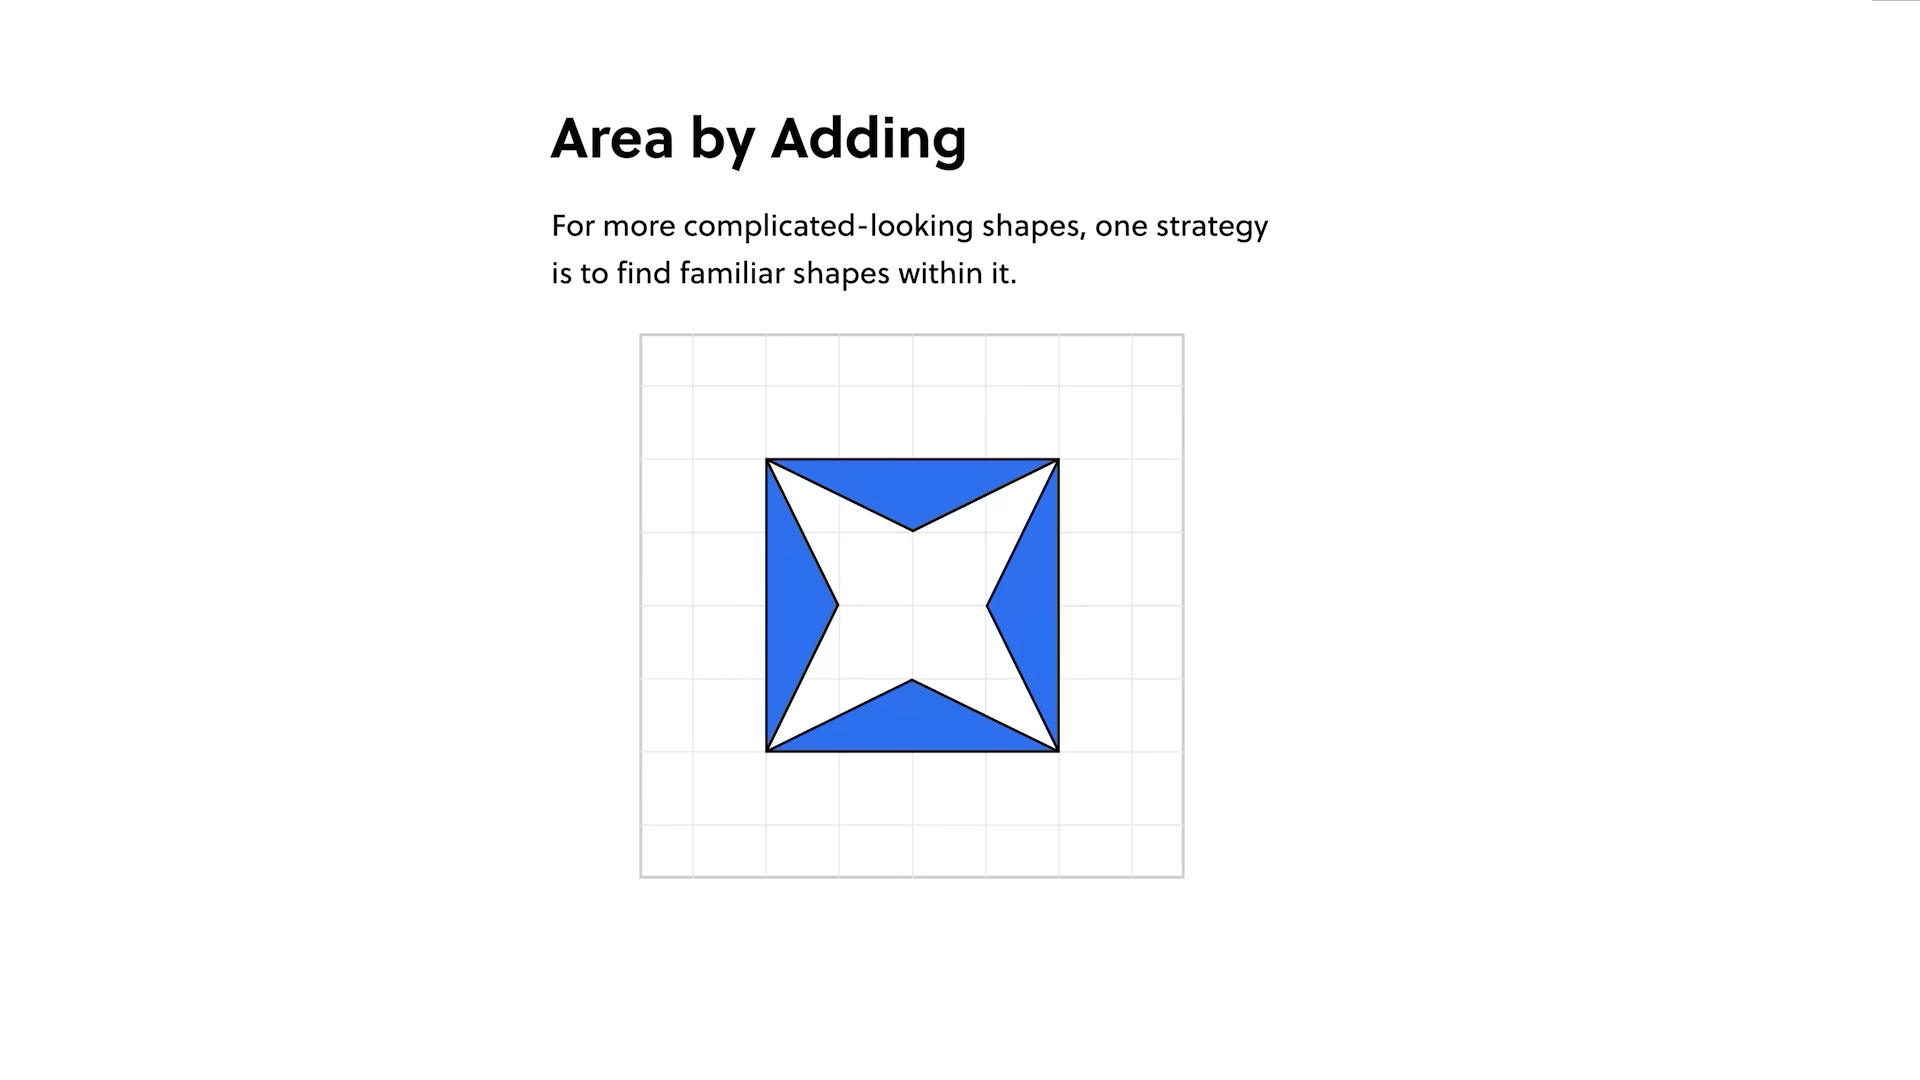 Area by Adding
For more complicated-looking shapes, one strategy
is to find familiar shapes within it.